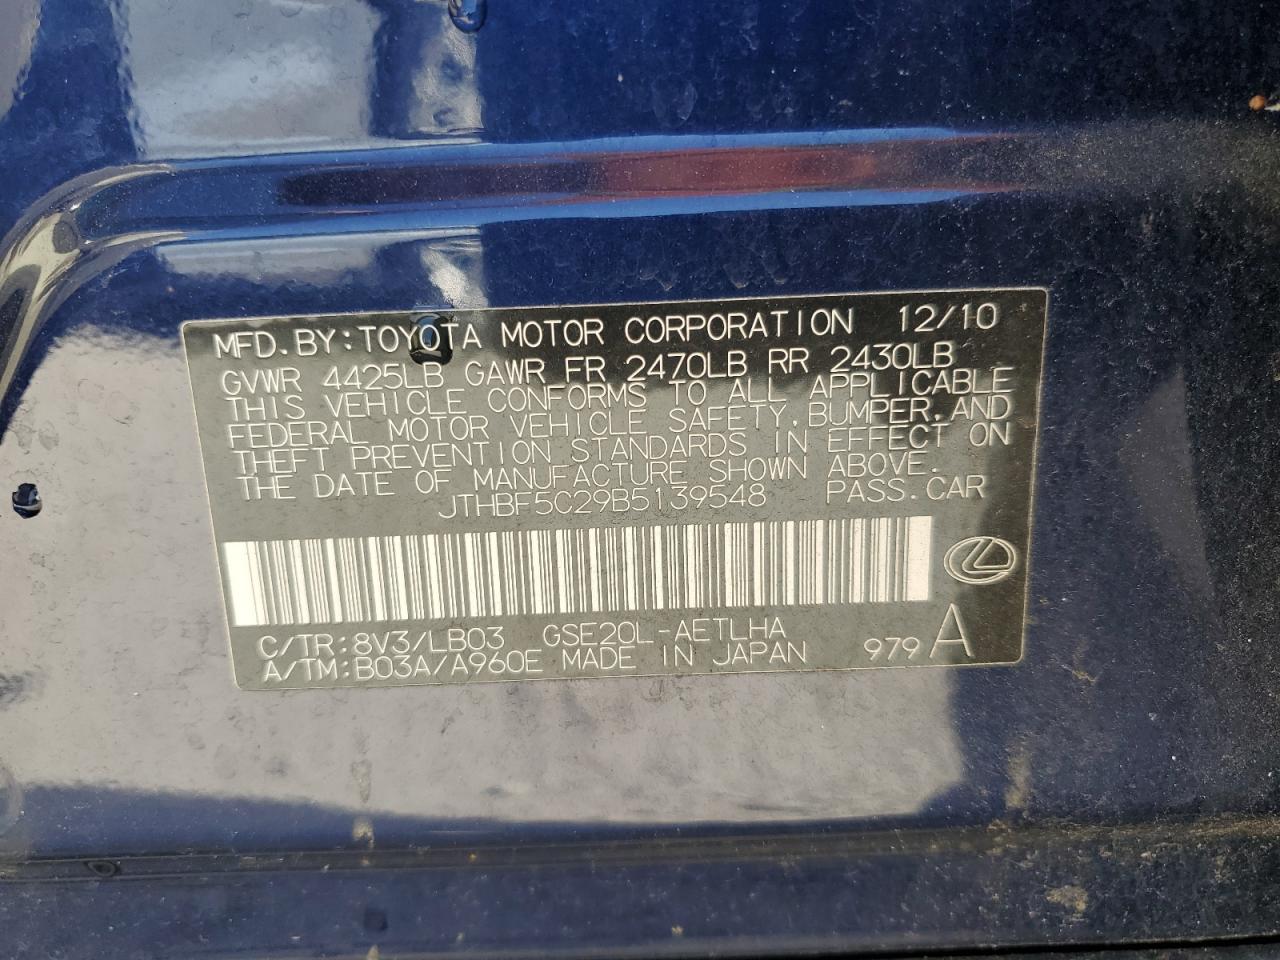 MFD.BY:TOYOTA MOTOR CORPORATION 12/10
GVWR 4425LB GAWR FR 2470LB RR 2430LB
THIS VEHICLE CONFORMS TO ALL APPLICABLE
FEDERAL MOTOR VEHICLE SAFETY,BUMPER,AND
THEFT PREVENTION STANDARDS IN EFFECT ON
THE DATE OF MANUFACTURE SHOWN ABOVE.
JTHBF5C29B5139548 PASS.CAR
C/TR:8V3/LB03 GSE20L-AETLHA
A/TM:B03A/A960E MADE IN JAPAN 979 A